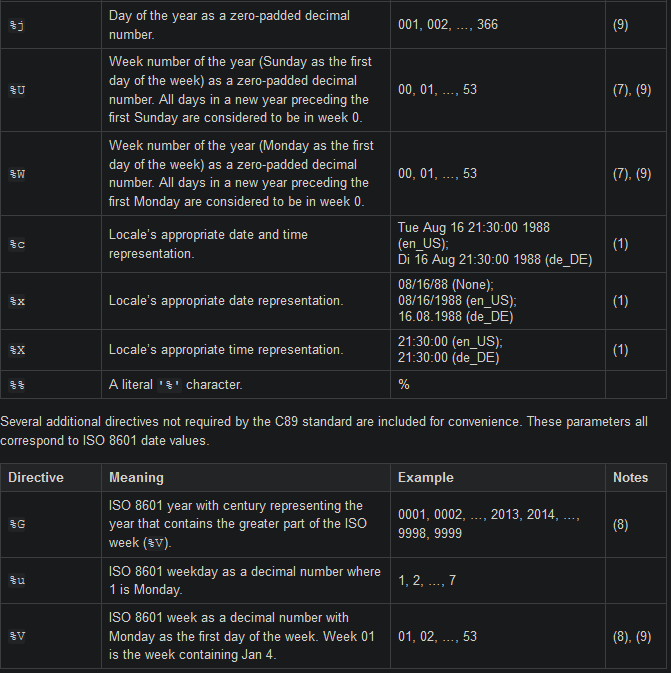 %j
Day of the year as a zero-padded decimal
number.
001, 002, …, 366
(9)
%U
Week number of the year (Sunday as the first
day of the week) as a zero-padded decimal
number. All days in a new year preceding the
first Sunday are considered to be in week 0.
00, 01, …, 53
(7), (9)
%W
Week number of the year (Monday as the first
day of the week) as a zero-padded decimal
number. All days in a new year preceding the
first Monday are considered to be in week 0.
00, 01, …, 53
(7), (9)
%c
Locale’s appropriate date and time
representation.
Tue Aug 16 21:30:00 1988
(en_US);
Di 16 Aug 21:30:00 1988 (de_DE)
(1)
%x
Locale’s appropriate date representation.
08/16/88 (None);
08/16/1988 (en_US);
16.08.1988 (de_DE)
(1)
%X
Locale’s appropriate time representation.
21:30:00 (en_US);
21:30:00 (de_DE)
(1)
%%
A literal '%' character.
%
Several additional directives not required by the C89 standard are included for convenience. These parameters all
correspond to ISO 8601 date values.
Directive
Meaning
Example
Notes
%G
ISO 8601 year with century representing the
year that contains the greater part of the ISO
week (%V).
0001, 0002, …, 2013, 2014, …,
9998, 9999
(8)
%u
ISO 8601 weekday as a decimal number where
1 is Monday.
1, 2, …, 7
%V
ISO 8601 week as a decimal number with
Monday as the first day of the week. Week 01
is the week containing Jan 4.
01, 02, …, 53
(8), (9)